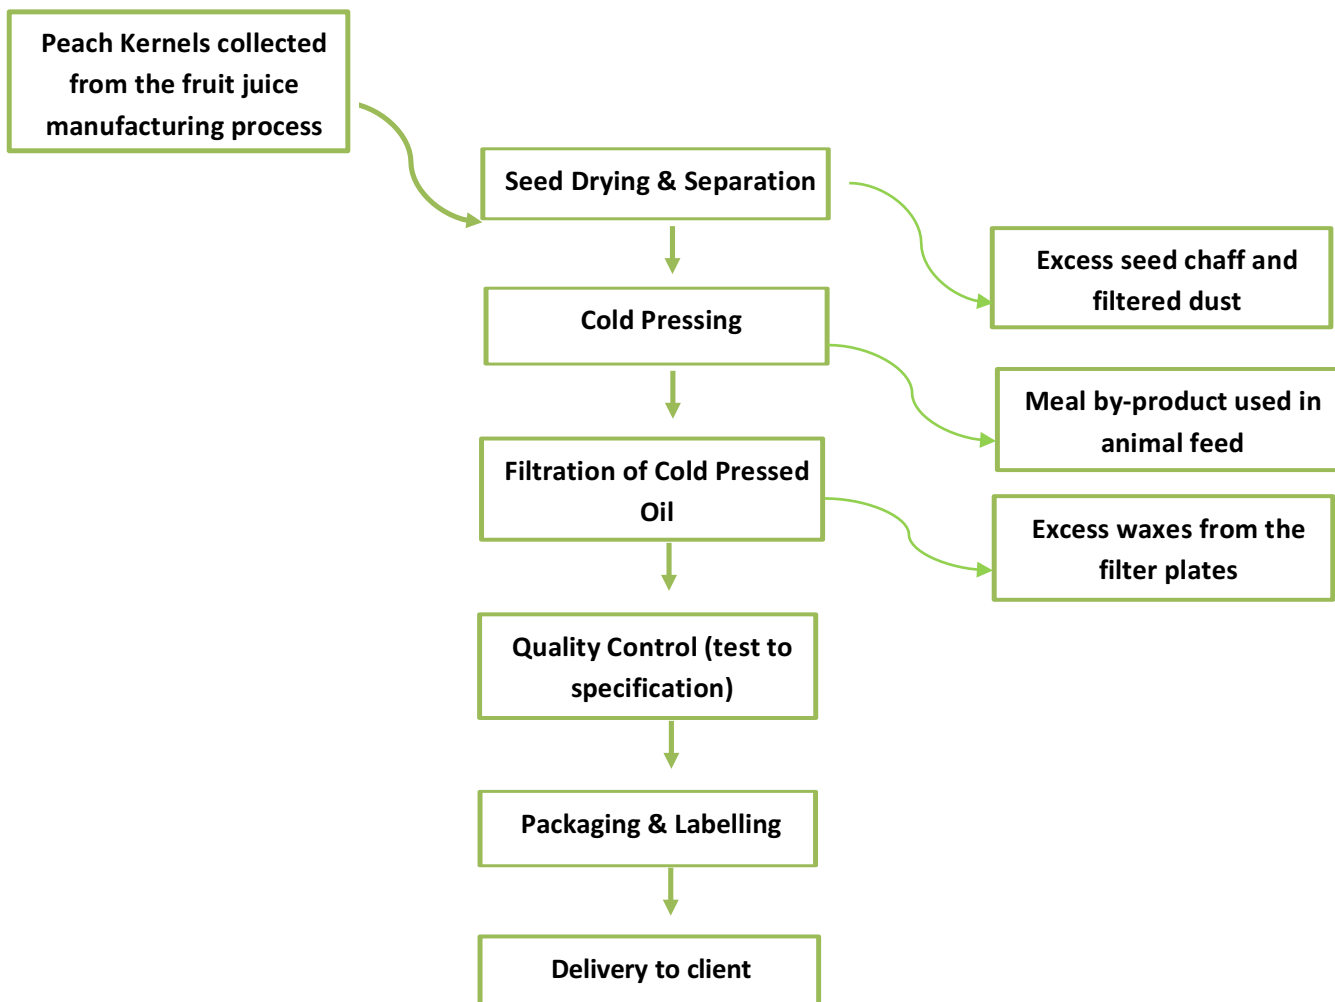 Peach Kernels collected
from the fruit juice
manufacturing process
Seed Drying & Separation
Excess seed chaff and
filtered dust
Cold Pressing
Meal by-product used in
animal feed
Filtration of Cold Pressed
Oil
Excess waxes from the
filter plates
Quality Control (test to
specification)
Packaging & Labelling
Delivery to client